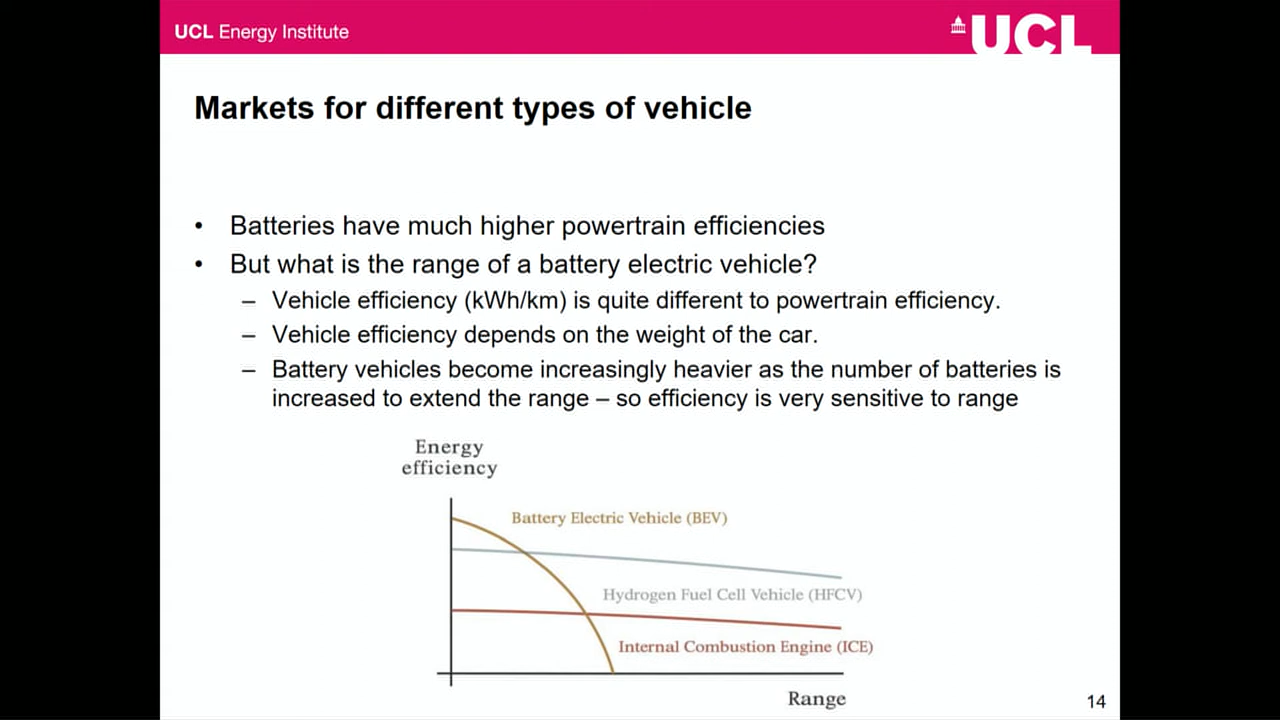 UCL Energy Institute
UCL
Markets for different types of vehicle
• Batteries have much higher powertrain efficiencies
• But what is the range of a battery electric vehicle?
– Vehicle efficiency (kWh/km) is quite different to powertrain efficiency.
– Vehicle efficiency depends on the weight of the car.
– Battery vehicles become increasingly heavier as the number of batteries is
increased to extend the range – so efficiency is very sensitive to range
Energy
efficiency
Battery Electric Vehicle (BEV)
Hydrogen Fuel Cell Vehicle (HFCV)
Internal Combustion Engine (ICE)
Range
14